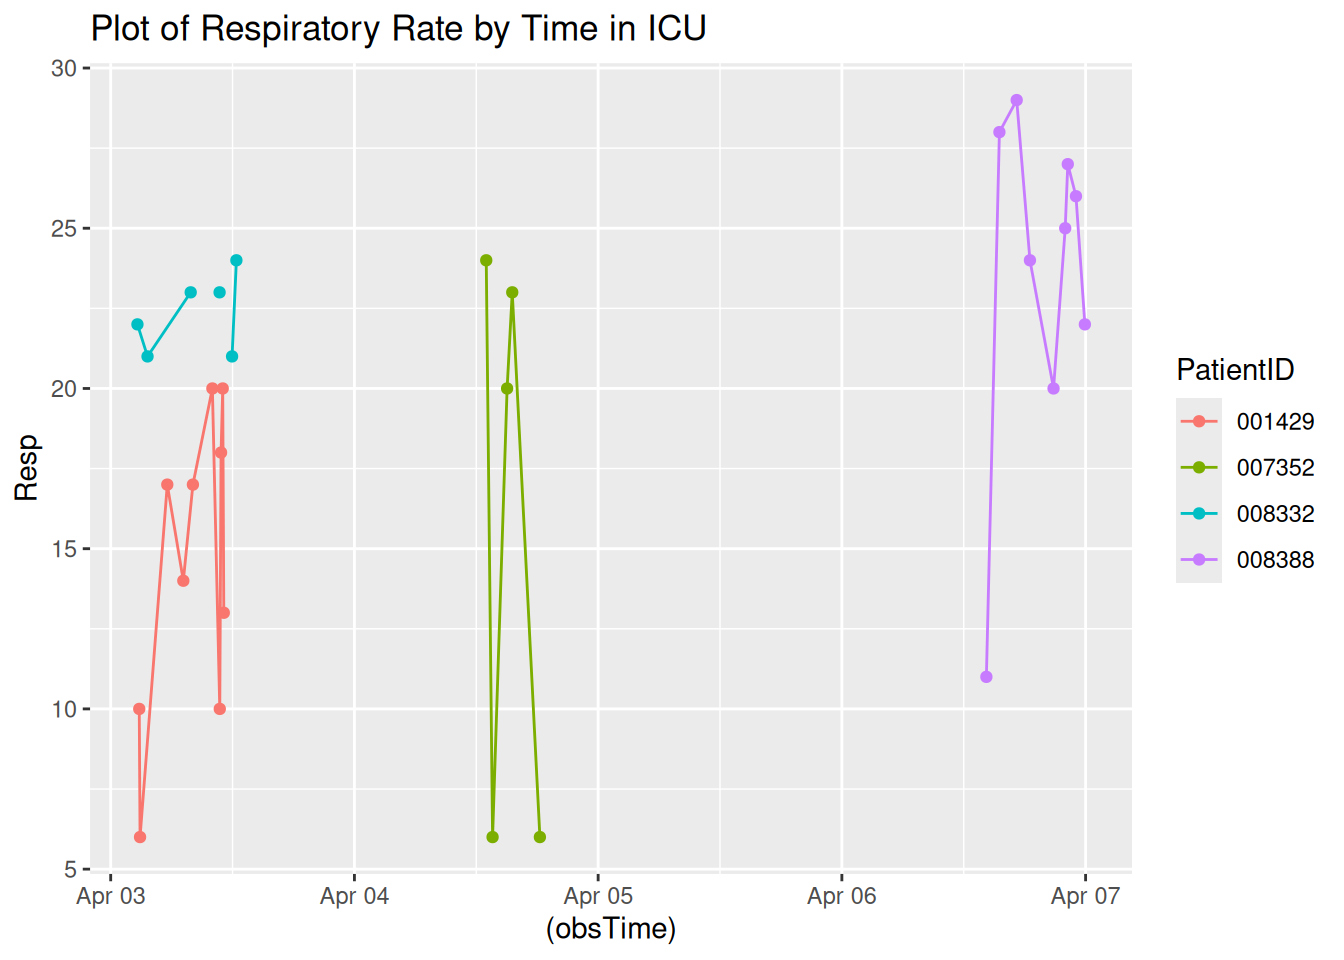 Plot of Respiratory Rate by Time in ICU
30
25
20
15
10
5
Resp
Apr 03 Apr 04 Apr 05 Apr 06 Apr 07
(obsTime)
PatientID
001429
007352
008332
008388